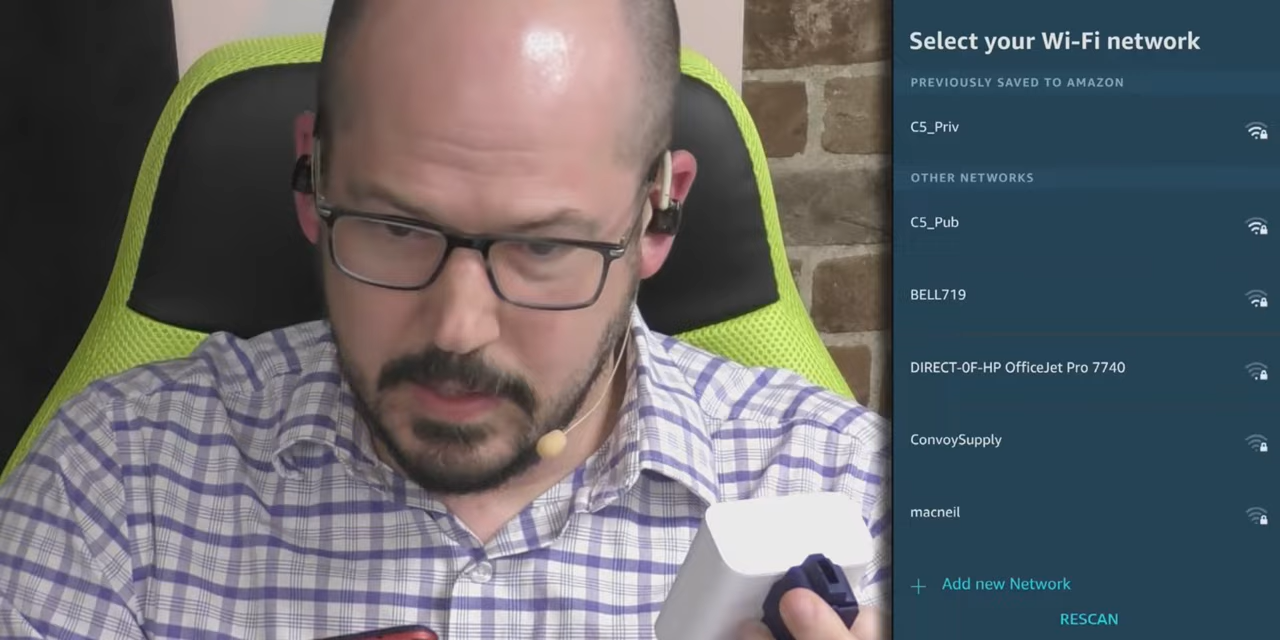 Select your Wi-Fi network
PREVIOUSLY SAVED TO AMAZON
C5_Priv
OTHER NETWORKS
C5_Pub
BELL719
DIRECT-0F-HP OfficeJet Pro 7740
ConvoySupply
macneil
+ Add new Network
RESCAN